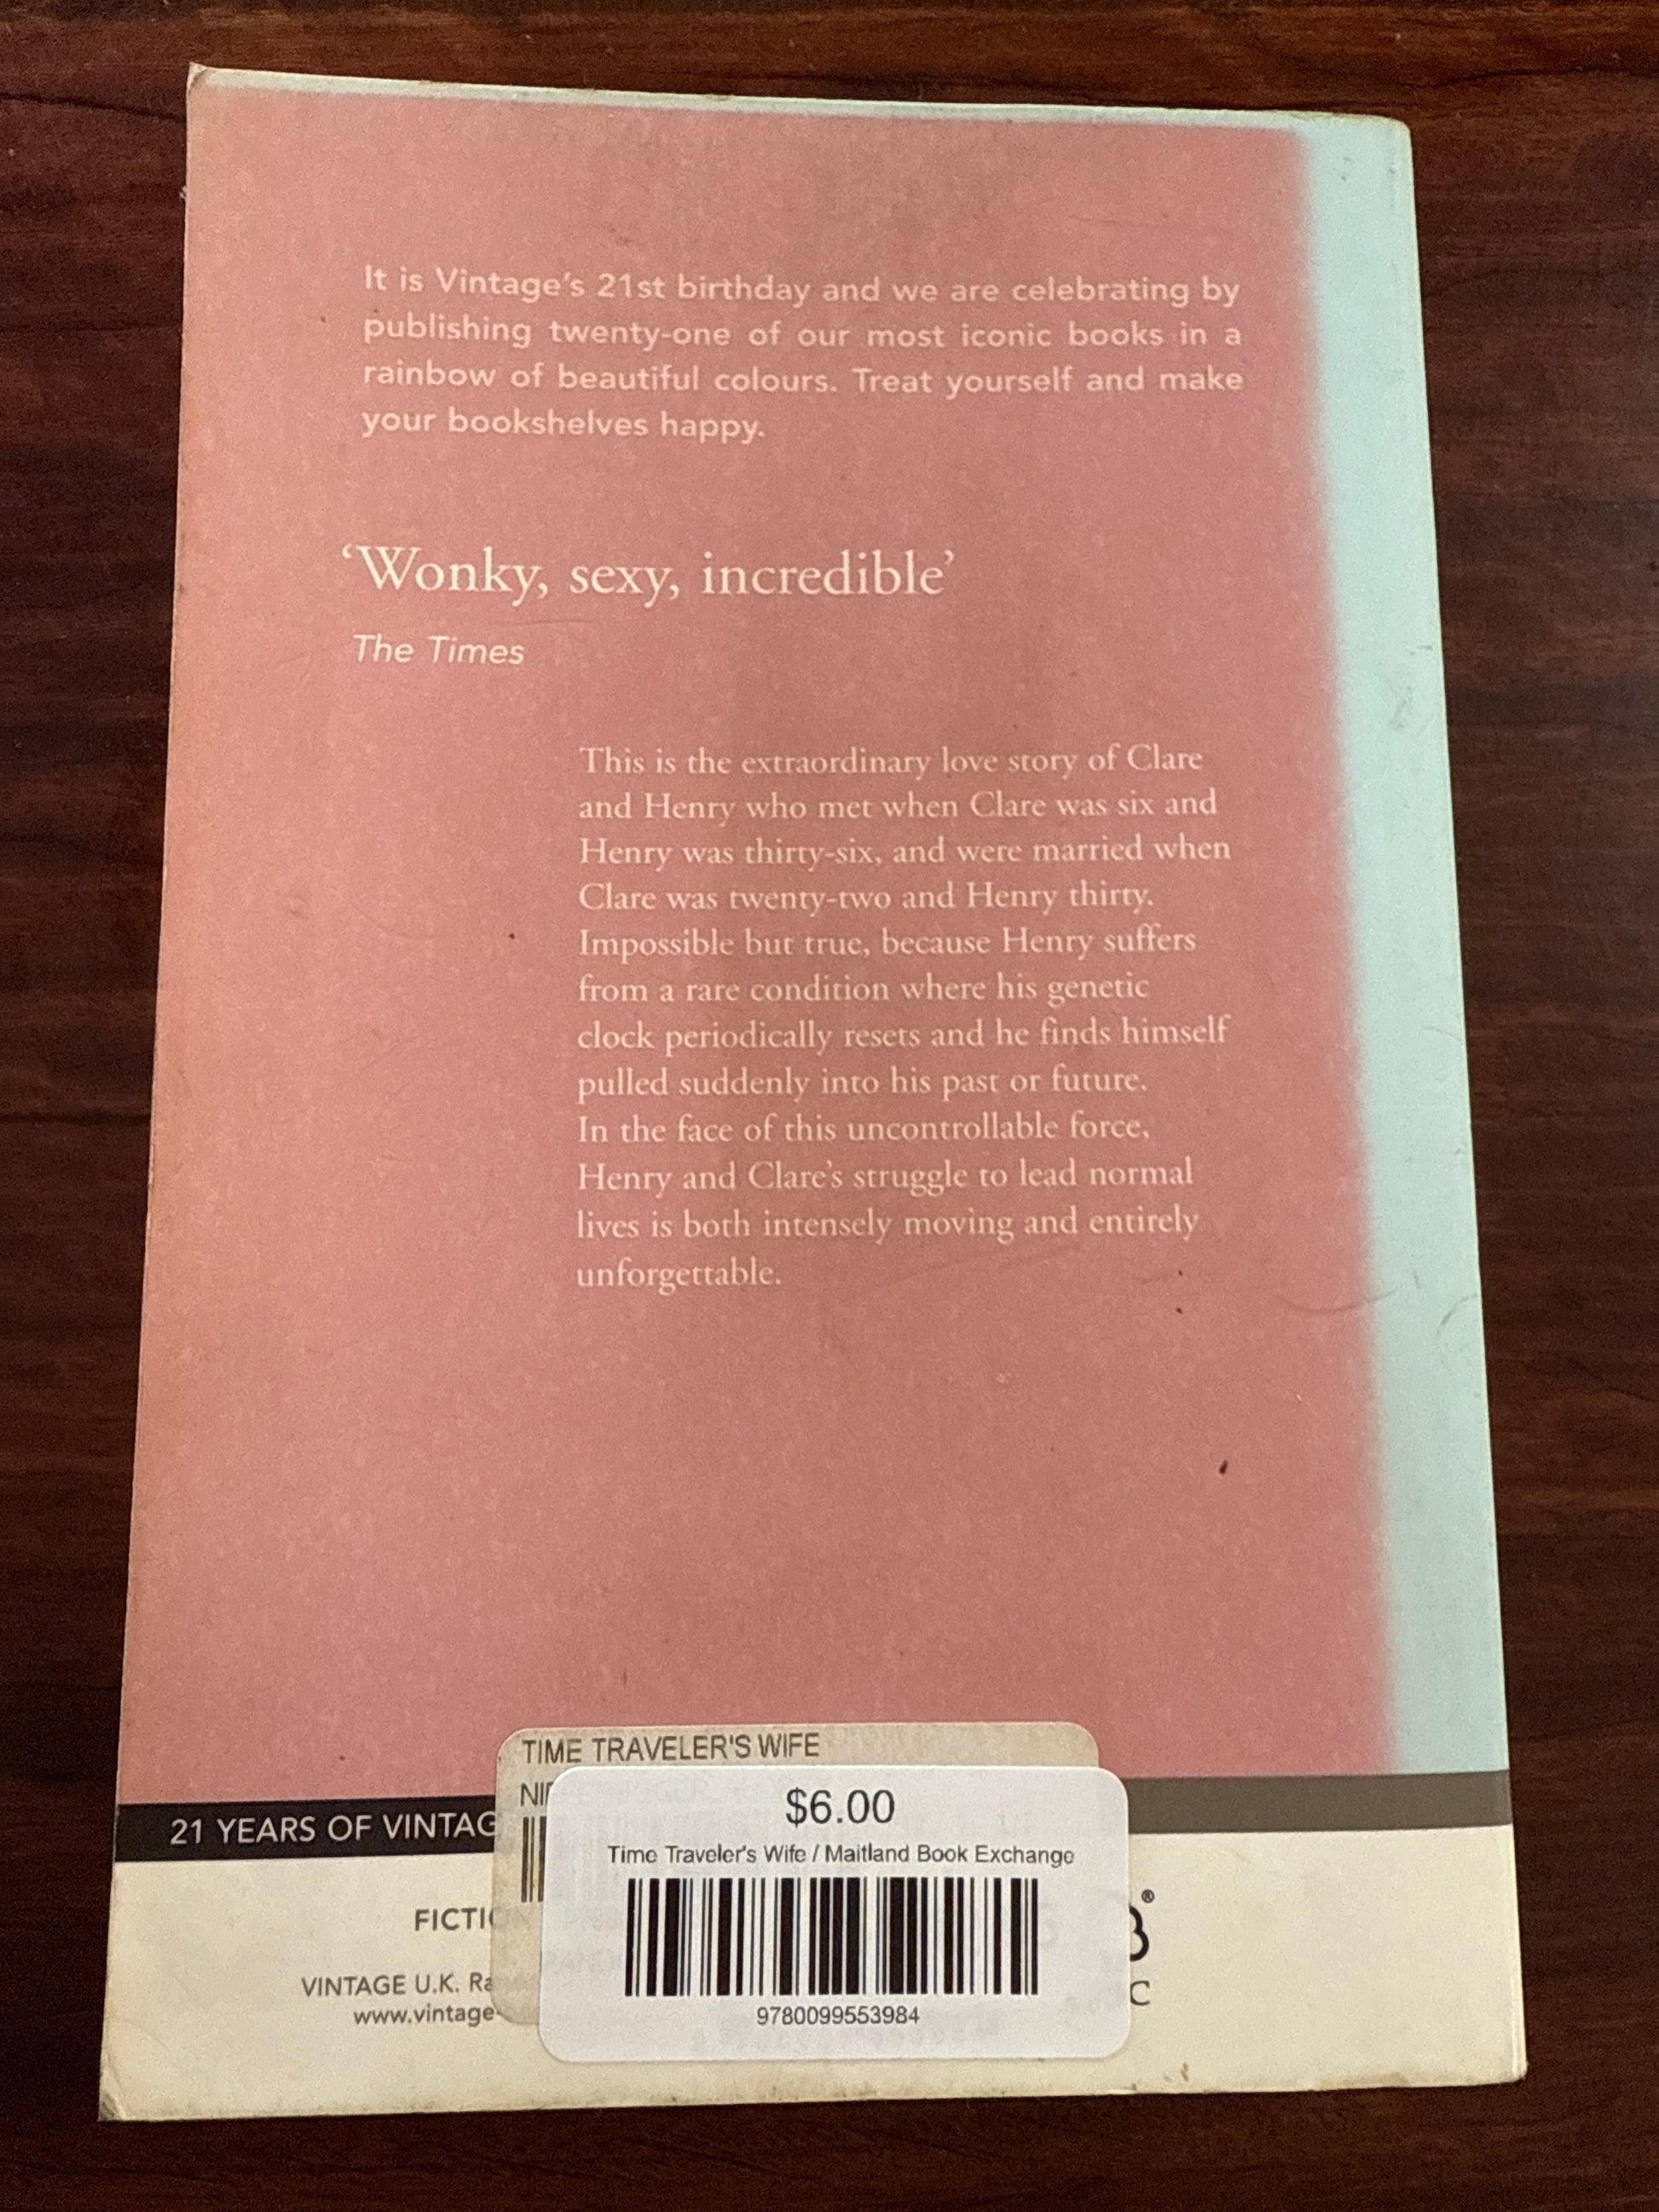 It is Vintage's 21st birthday and we are celebrating by
publishing twenty-one of our most iconic books in a
rainbow of beautiful colours. Treat yourself and make
your bookshelves happy.
‘Wonky, sexy, incredible’
The Times
This is the extraordinary love story of Clare
and Henry who met when Clare was six and
Henry was thirty-six, and were married when
Clare was twenty-two and Henry thirty.
Impossible but true, because Henry suffers
from a rare condition where his genetic
clock periodically resets and he finds himself
pulled suddenly into his past or future.
In the face of this uncontrollable force,
Henry and Clare's struggle to lead normal
lives is both intensely moving and entirely
unforgettable.
TIME TRAVELER'S WIFE
$6.00
21 YEARS OF VINTAG
Time Traveler's Wife / Maitland Book Exchange
FICTIO
VINTAGE U.K. Ra
www.vintage-
C
9780099553984